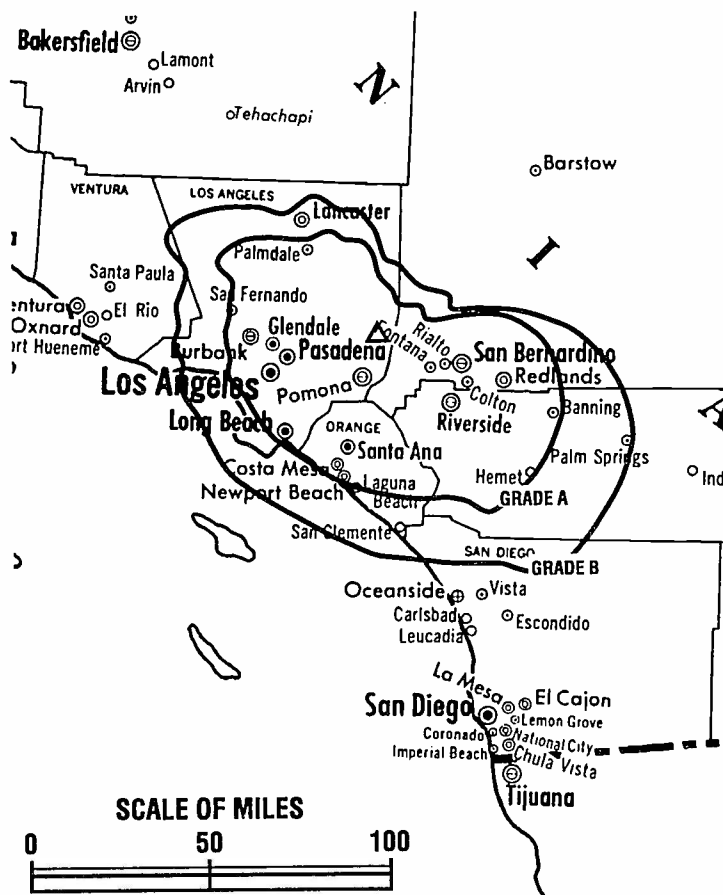 Bakersfield
Lamont
Arvin
Tehachapi
N
Barstow
VENTURA
LOS ANGELES
Lancaster
I
Palmdale
Santa Paula
San Fernando
entura
El Rio
Oxnard
ort Hueneme
Glendale
Burbank
Pasadena
Fontana
Rialto
San Bernardino
Los Angeles
Pomona
Redlands
Colton
Long Beach
ORANGE
Riverside
Banning
Santa Ana
Palm Springs
Costa Mesa
Laguna
Beach
Hemet
Ind
Newport Beach
GRADE A
San Clemente
SAN DIEGO
GRADE B
Oceanside
Vista
Carlsbad
Escondido
Leucadia
La Mesa
El Cajon
San Diego
Lemon Grove
Coronado
National City
Imperial Beach
Chula Vista
Tijuana
SCALE OF MILES
0 50 100